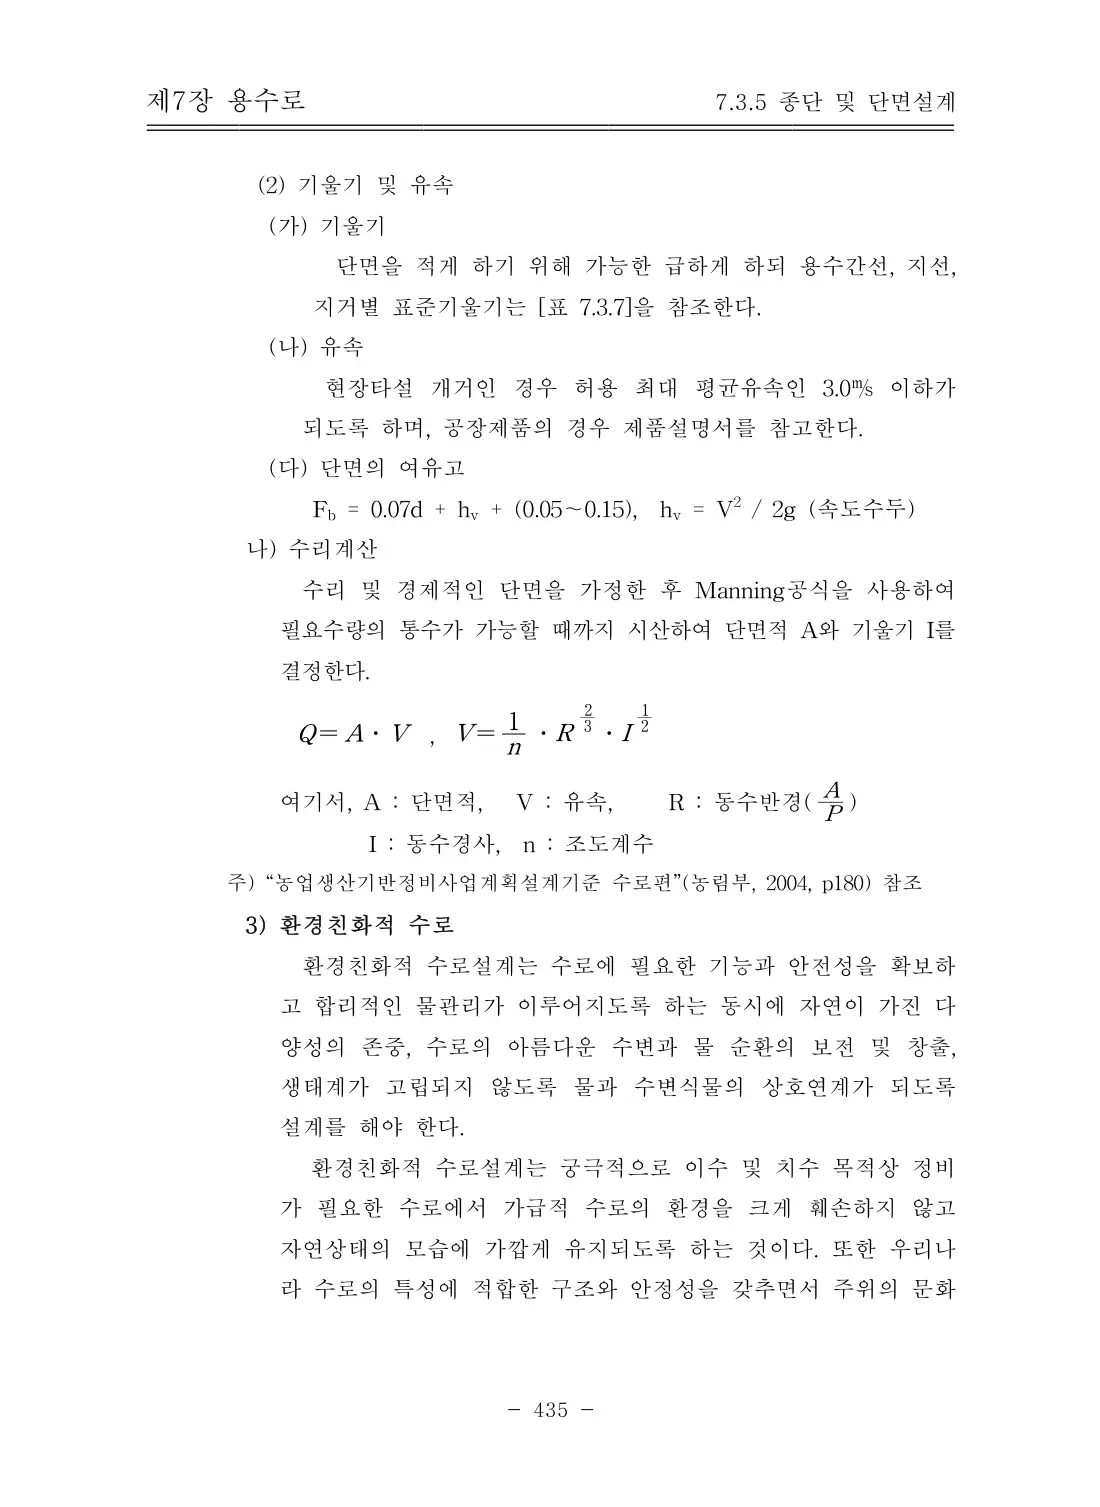 제7장 용수로
7.3.5 종단 및 단면설계
(2) 기울기 및 유속
(가) 기울기
단면을 적게 하기 위해 가능한 급하게 하되 용수간선, 지선,
지거별 표준기울기는 [표 7.3.7]을 참조한다.
(나) 유속
현장타설 개거인 경우 허용 최대 평균유속인 3.0㎧ 이하가
되도록 하며, 공장제품의 경우 제품설명서를 참고한다.
(다) 단면의 여유고
F_b = 0.07d + h_v + (0.05∼0.15), h_v = V² / 2g (속도수두)
나) 수리계산
수리 및 경제적인 단면을 가정한 후 Manning공식을 사용하여
필요수량의 통수가 가능할 때까지 시산하여 단면적 A와 기울기 I를
결정한다.
Q= A · V , V= 1/n · R^(2/3) · I^(1/2)
여기서, A : 단면적, V : 유속, R : 동수반경( A/P )
I : 동수경사, n : 조도계수
주) “농업생산기반정비사업계획설계기준 수로편”(농림부, 2004, p180) 참조
3) 환경친화적 수로
환경친화적 수로설계는 수로에 필요한 기능과 안전성을 확보하
고 합리적인 물관리가 이루어지도록 하는 동시에 자연이 가진 다
양성의 존중, 수로의 아름다운 수변과 물 순환의 보전 및 창출,
생태계가 고립되지 않도록 물과 수변식물의 상호연계가 되도록
설계를 해야 한다.
환경친화적 수로설계는 궁극적으로 이수 및 치수 목적상 정비
가 필요한 수로에서 가급적 수로의 환경을 크게 훼손하지 않고
자연상태의 모습에 가깝게 유지되도록 하는 것이다. 또한 우리나
라 수로의 특성에 적합한 구조와 안정성을 갖추면서 주위의 문화
- 435 -